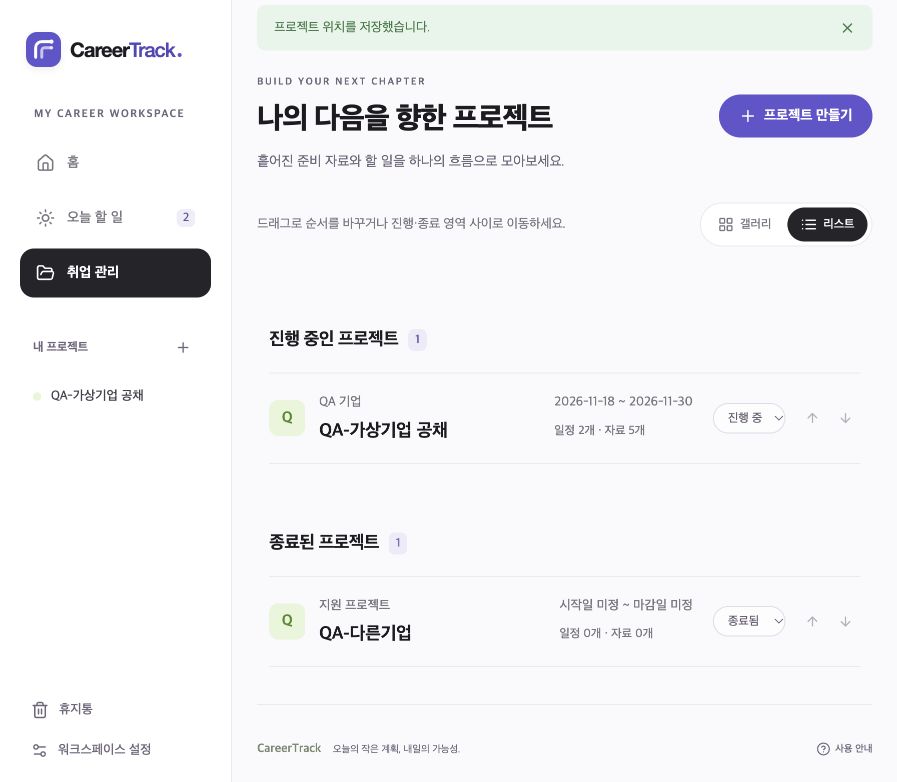 CareerTrack.
MY CAREER WORKSPACE
홈
오늘 할 일
2
취업 관리
내 프로젝트
QA-가상기업 공채
휴지통
워크스페이스 설정
프로젝트 위치를 저장했습니다.
BUILD YOUR NEXT CHAPTER
나의 다음을 향한 프로젝트
프로젝트 만들기
흩어진 준비 자료와 할 일을 하나의 흐름으로 모아보세요.
드래그로 순서를 바꾸거나 진행·종료 영역 사이로 이동하세요.
갤러리
리스트
진행 중인 프로젝트 1
Q
QA 기업
QA-가상기업 공채
2026-11-18 ~ 2026-11-30
일정 2개 · 자료 5개
진행 중
종료된 프로젝트 1
Q
지원 프로젝트
QA-다른기업
시작일 미정 ~ 마감일 미정
일정 0개 · 자료 0개
종료됨
CareerTrack 오늘의 작은 계획, 내일의 가능성.
사용 안내